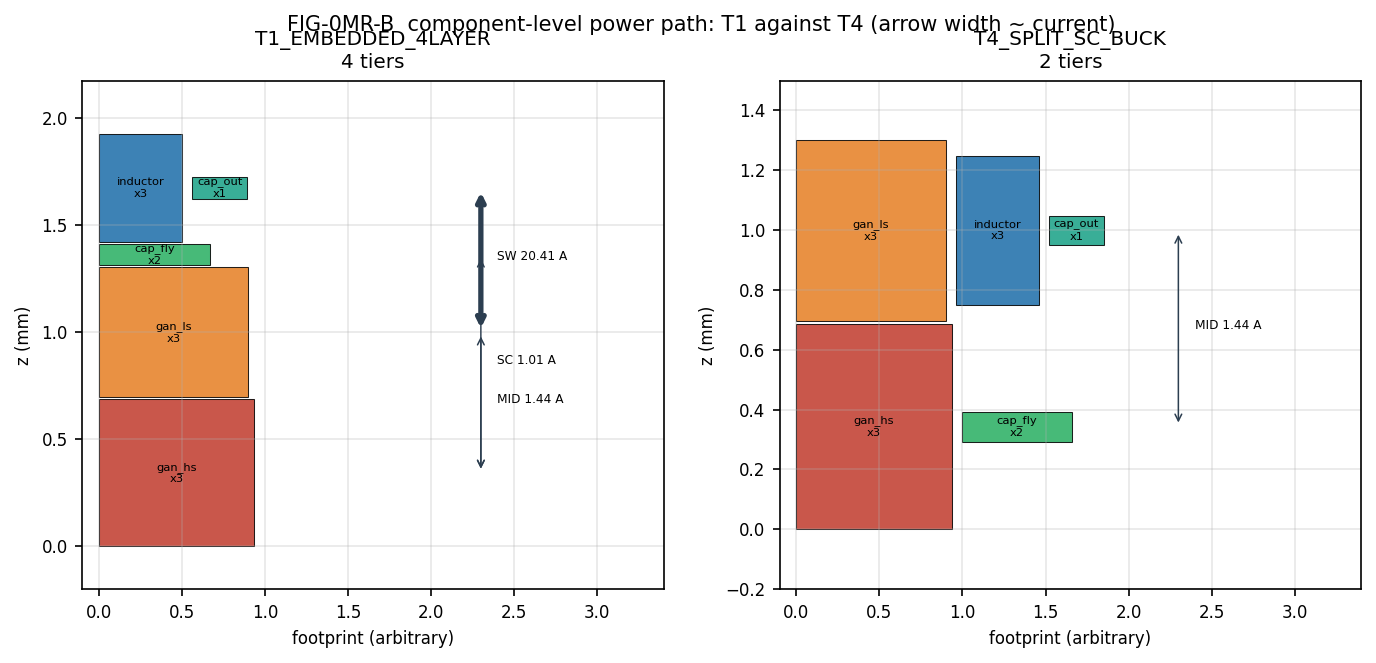 FIG-0MR-B component-level power path: T1 against T4 (arrow width ~ current)
T1_EMBEDDED_4LAYER
4 tiers
2.0
1.5
1.0
0.5
0.0
z (mm)
inductor
x3
cap_out
x1
cap_fly
x2
gan_ls
x3
gan_hs
x3
SW 20.41 A
SC 1.01 A
MID 1.44 A
0.0 0.5 1.0 1.5 2.0 2.5 3.0
footprint (arbitrary)
T4_SPLIT_SC_BUCK
2 tiers
1.4
1.2
1.0
0.8
0.6
0.4
0.2
0.0
−0.2
z (mm)
gan_ls
x3
inductor
x3
cap_out
x1
gan_hs
x3
cap_fly
x2
MID 1.44 A
0.0 0.5 1.0 1.5 2.0 2.5 3.0
footprint (arbitrary)